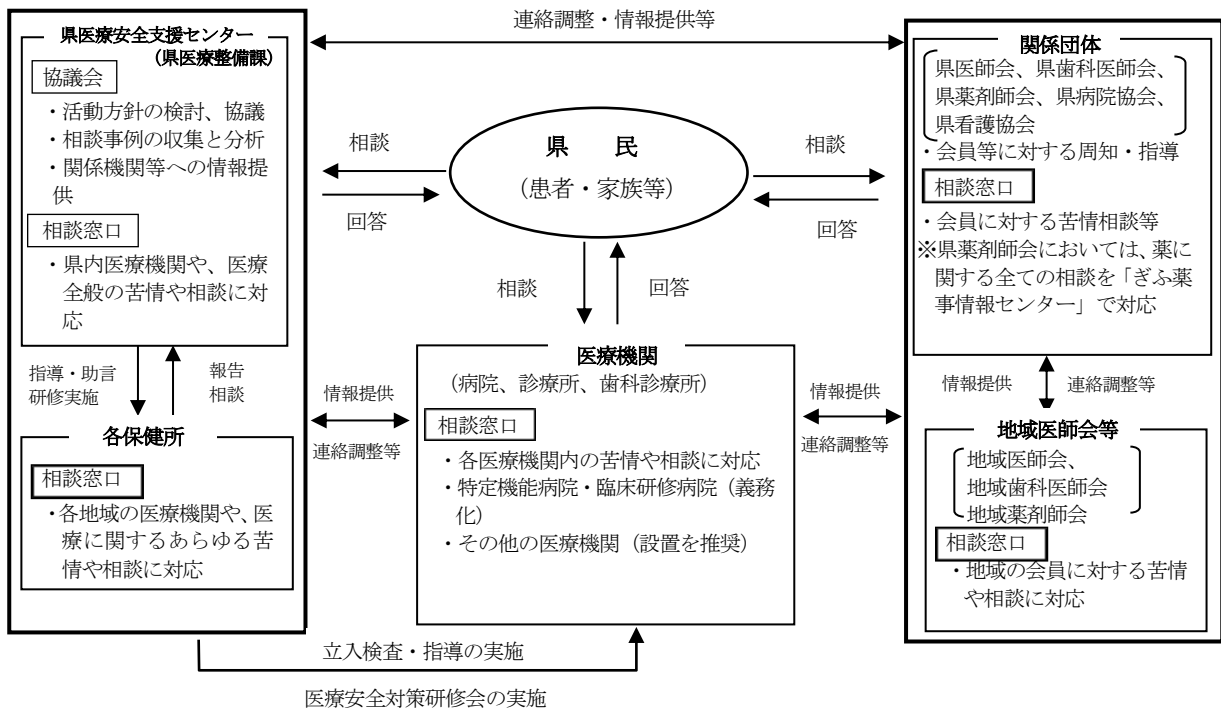 連絡調整・情報提供等
県医療安全支援センター
(県医療整備課)
協議会
・活動方針の検討、協議
・相談事例の収集と分析
・関係機関等への情報提
供
相談窓口
・県内医療機関や、医療
全般の苦情や相談に対
応
指導・助言
研修実施
報告
相談
各保健所
相談窓口
・各地域の医療機関や、医
療に関するあらゆる苦
情や相談に対応
相談
回答
県　民
(患者・家族等)
相談
回答
相談
回答
情報提供
連絡調整等
医療機関
(病院、診療所、歯科診療所)
相談窓口
・各医療機関内の苦情や相談に対応
・特定機能病院・臨床研修病院（義務
化）
・その他の医療機関（設置を推奨）
情報提供
連絡調整等
関係団体
県医師会、県歯科医師会、
県薬剤師会、県病院協会、
県看護協会
・会員等に対する周知・指導
相談窓口
・会員に対する苦情相談等
※県薬剤師会においては、薬に
関する全ての相談を「ぎふ薬
事情報センター」で対応
情報提供
連絡調整等
地域医師会等
地域医師会、
地域歯科医師会
地域薬剤師会
相談窓口
・地域の会員に対する苦情
や相談に対応
立入検査・指導の実施
医療安全対策研修会の実施